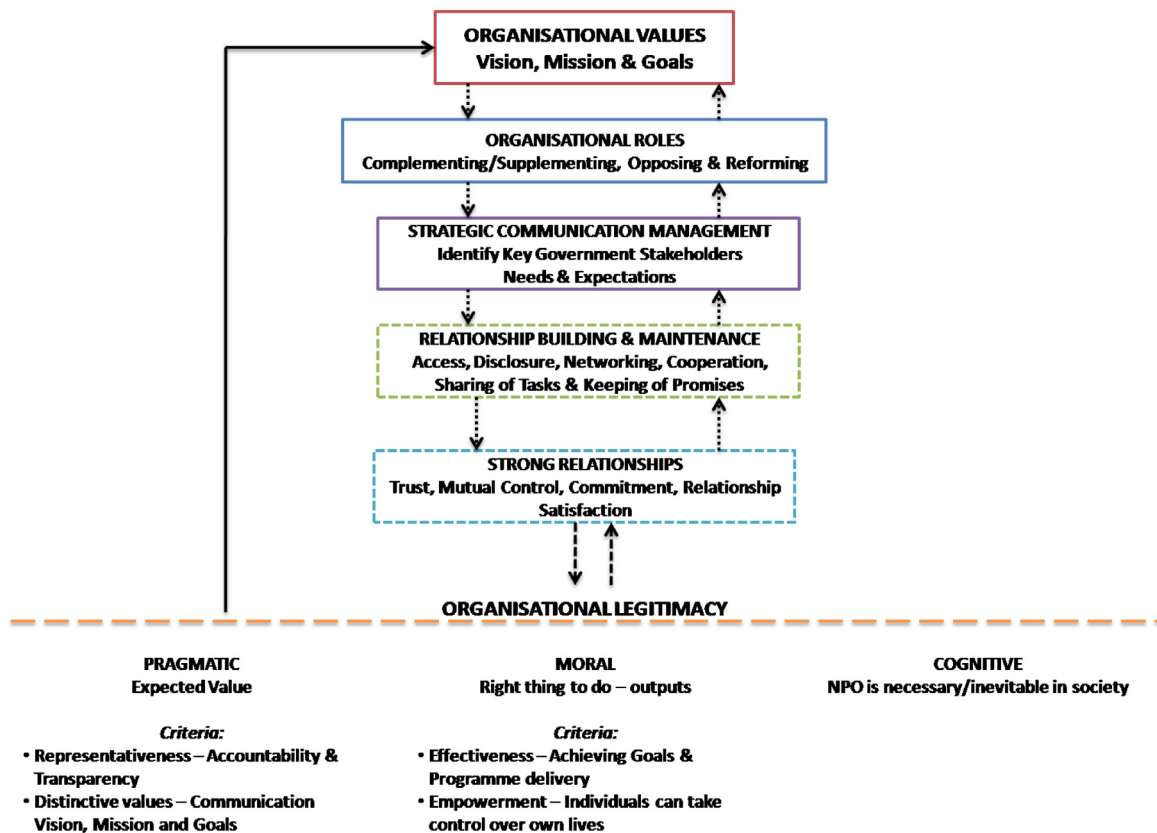 ORGANISATIONAL VALUES
Vision, Mission & Goals
ORGANISATIONAL ROLES
Complementing/Supplementing, Opposing & Reforming
STRATEGIC COMMUNICATION MANAGEMENT
Identify Key Government Stakeholders
Needs & Expectations
RELATIONSHIP BUILDING & MAINTENANCE
Access, Disclosure, Networking, Cooperation,
Sharing of Tasks & Keeping of Promises
STRONG RELATIONSHIPS
Trust, Mutual Control, Commitment, Relationship
Satisfaction
ORGANISATIONAL LEGITIMACY
PRAGMATIC
Expected Value
Criteria:
• Representativeness – Accountability &
Transparency
• Distinctive values – Communication
Vision, Mission and Goals
MORAL
Right thing to do – outputs
Criteria:
• Effectiveness – Achieving Goals &
Programme delivery
• Empowerment – Individuals can take
control over own lives
COGNITIVE
NPO is necessary/inevitable in society